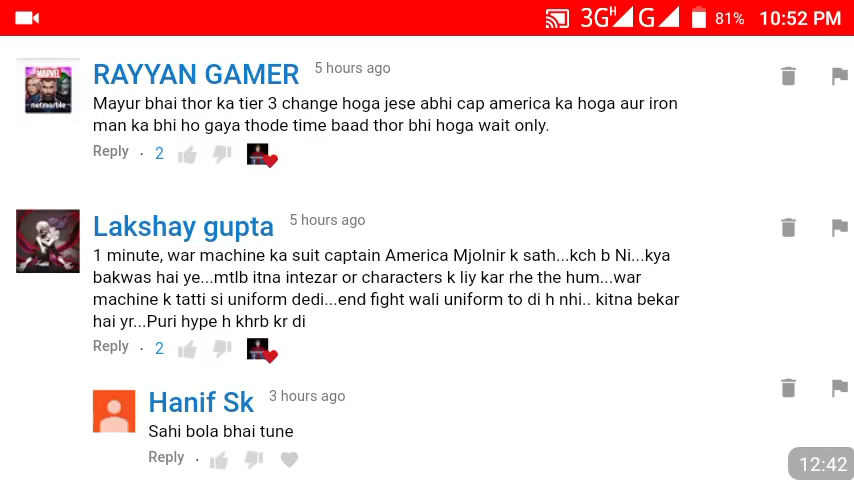 3G H G 81% 10:52 PM
MARVEL
netmarble
RAYYAN GAMER 5 hours ago
Mayur bhai thor ka tier 3 change hoga jese abhi cap america ka hoga aur iron
man ka bhi ho gaya thode time baad thor bhi hoga wait only.
Reply . 2
Lakshay gupta 5 hours ago
1 minute, war machine ka suit captain America Mjolnir k sath...kch b Ni...kya
bakwas hai ye...mtlb itna intezar or characters k liy kar rhe the hum...war
machine k tatti si uniform dedi...end fight wali uniform to di h nhi.. kitna bekar
hai yr...Puri hype h khrb kr di
Reply . 2
Hanif Sk 3 hours ago
Sahi bola bhai tune
Reply .
12:42